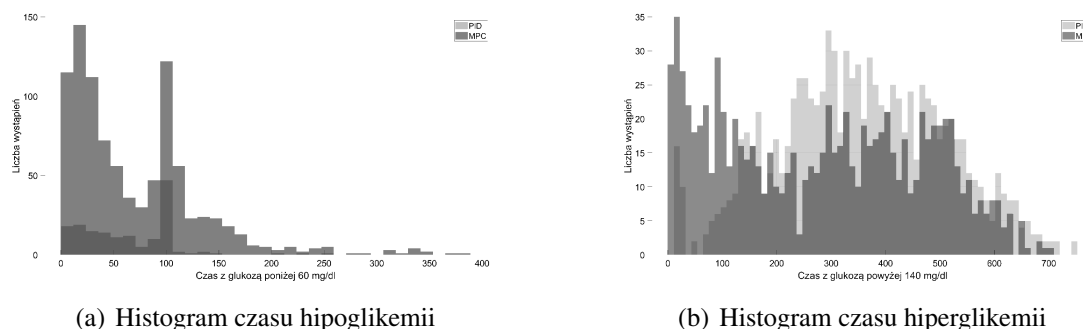 150
100
50
0
Liczba wystąpień
PID
MPC
0 50 100 150 200 250 300 350 400
Czas z glukozą poniżej 60 mg/dl
(a) Histogram czasu hipoglikemii
35
30
25
20
15
10
5
0
Liczba wystąpień
PI
M
0 100 200 300 400 500 600 700
Czas z glukozą powyżej 140 mg/dl
(b) Histogram czasu hiperglikemii